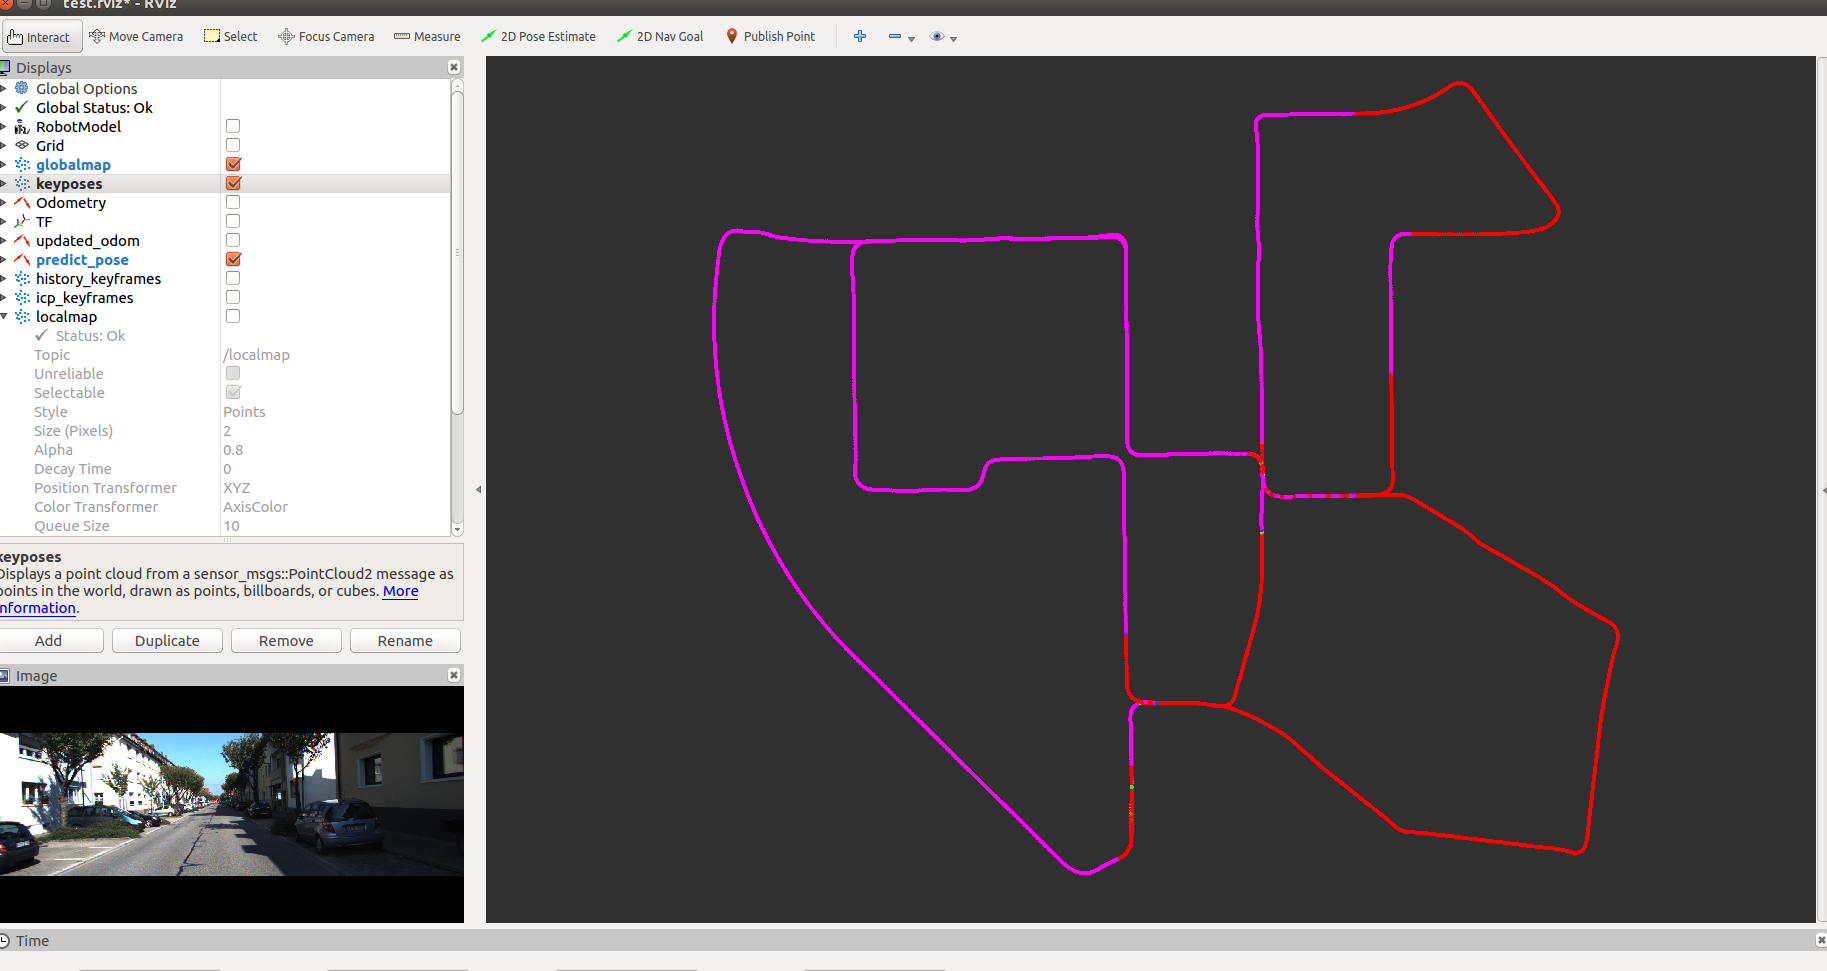 test.rviz* - RViz
Interact Move Camera Select Focus Camera Measure 2D Pose Estimate 2D Nav Goal Publish Point
Displays
Global Options
Global Status: Ok
RobotModel
Grid
globalmap
keyposes
Odometry
TF
updated_odom
predict_pose
history_keyframes
icp_keyframes
localmap
Status: Ok
Topic /localmap
Unreliable
Selectable
Style Points
Size (Pixels) 2
Alpha 0.8
Decay Time 0
Position Transformer XYZ
Color Transformer AxisColor
Queue Size 10
keyposes
Displays a point cloud from a sensor_msgs::PointCloud2 message as
points in the world, drawn as points, billboards, or cubes. More
information.
Add Duplicate Remove Rename
Image
Time